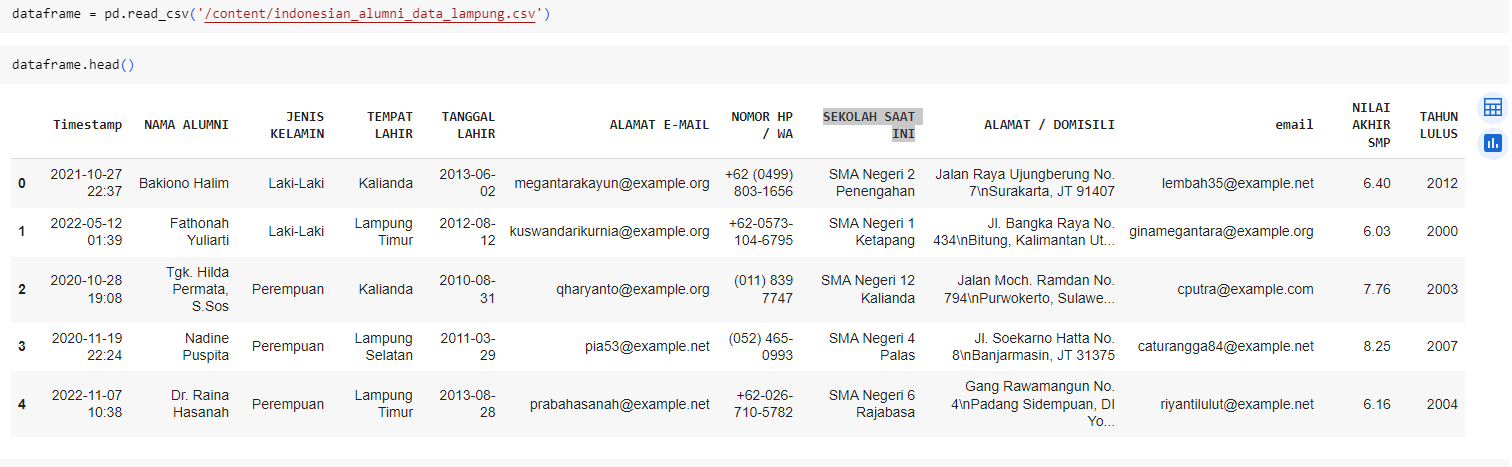 dataframe = pd.read_csv('/content/indonesian_alumni_data_lampung.csv')
dataframe.head()
Timestamp NAMA ALUMNI JENIS KELAMIN TEMPAT LAHIR TANGGAL LAHIR ALAMAT E-MAIL NOMOR HP / WA SEKOLAH SAAT INI ALAMAT / DOMISILI email NILAI AKHIR SMP TAHUN LULUS
0 2021-10-27 22:37 Bakiono Halim Laki-Laki Kalianda 2013-06-02 megantarakayun@example.org +62 (0499) 803-1656 SMA Negeri 2 Penengahan Jalan Raya Ujungberung No. 7\nSurakarta, JT 91407 lembah35@example.net 6.40 2012
1 2022-05-12 01:39 Fathonah Yuliarti Laki-Laki Lampung Timur 2012-08-12 kuswandarikurnia@example.org +62-0573-104-6795 SMA Negeri 1 Ketapang Jl. Bangka Raya No. 434\nBitung, Kalimantan Ut... ginamegantara@example.org 6.03 2000
2 2020-10-28 19:08 Tgk. Hilda Permata, S.Sos Perempuan Kalianda 2010-08-31 qharyanto@example.org (011) 839 7747 SMA Negeri 12 Kalianda Jalan Moch. Ramdan No. 794\nPurwokerto, Sulawe... cputra@example.com 7.76 2003
3 2020-11-19 22:24 Nadine Puspita Perempuan Lampung Selatan 2011-03-29 pia53@example.net (052) 465-0993 SMA Negeri 4 Palas Jl. Soekarno Hatta No. 8\nBanjarmasin, JT 31375 caturangga84@example.net 8.25 2007
4 2022-11-07 10:38 Dr. Raina Hasanah Perempuan Lampung Timur 2013-08-28 prabahasanah@example.net +62-026-710-5782 SMA Negeri 6 Rajabasa Gang Rawamangun No. 4\nPadang Sidempuan, DI Yo... riyantilulut@example.net 6.16 2004